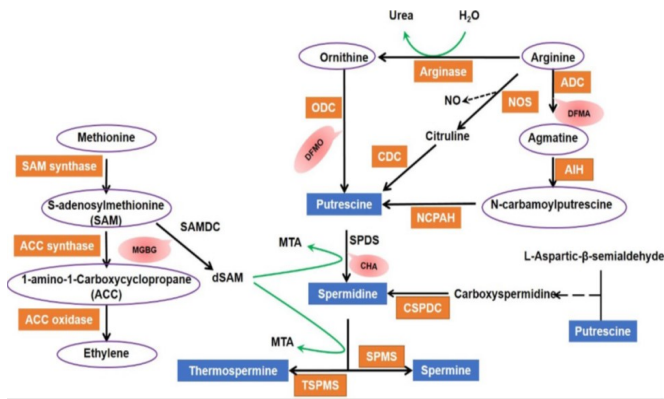 Urea
H₂O
Ornithine
Arginine
Arginase
ADC
ODC
NO
NOS
DFMA
Citruline
Agmatine
DFMO
CDC
AIH
Methionine
SAM synthase
Putrescine
NCPAH
N-carbamoylputrescine
S-adenosylmethionine
(SAM)
SAMDC
ACC synthase
MGBG
MTA
SPDS
CHA
L-Aspartic-β-semialdehyde
1-amino-1-Carboxycyclopropane
(ACC)
dSAM
Spermidine
CSPDC
Carboxyspermidine
ACC oxidase
Putrescine
Ethylene
MTA
SPMS
Thermospermine
TSPMS
Spermine